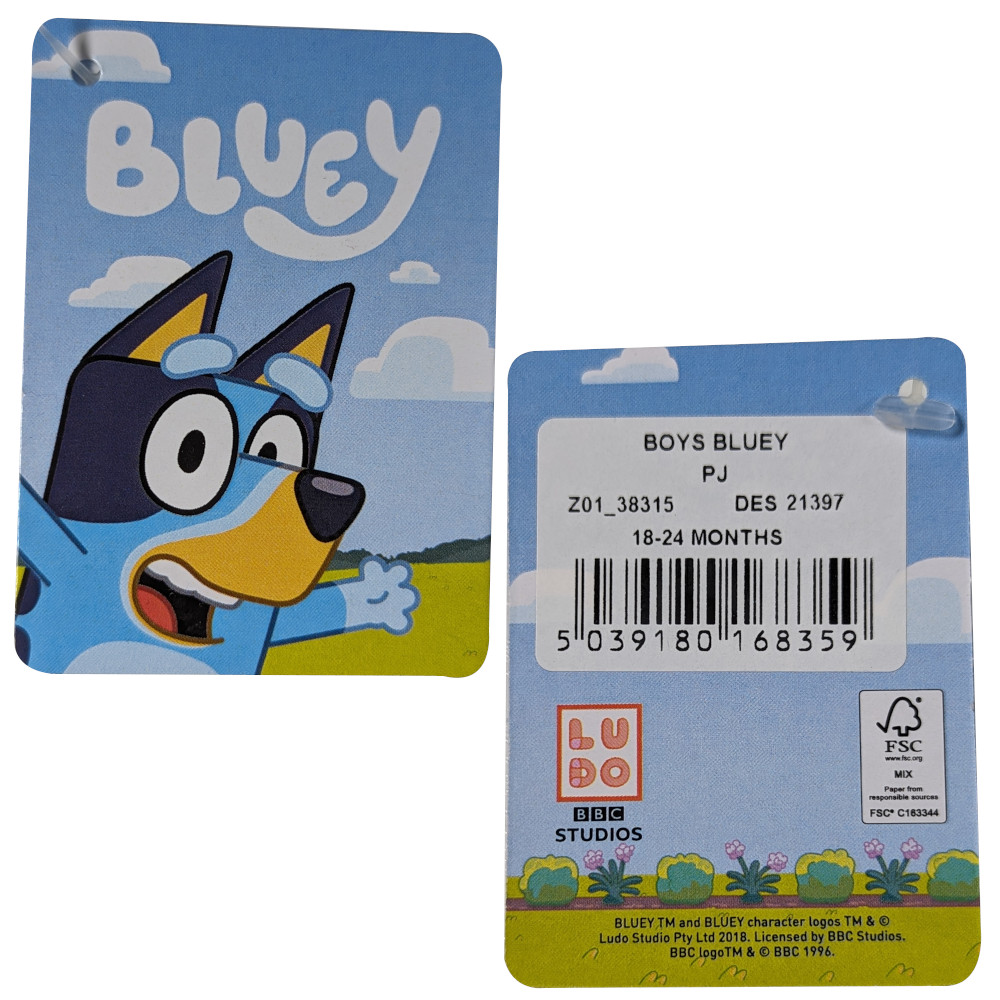 BLUEY
BOYS BLUEY
PJ
Z01_38315 DES 21397
18-24 MONTHS
5 039180 168359
LU
DO
BBC
STUDIOS
FSC
www.fsc.org
MIX
Paper from
responsible sources
FSC® C163344
BLUEY TM and BLUEY character logos TM & ©
Ludo Studio Pty Ltd 2018. Licensed by BBC Studios.
BBC logoTM & © BBC 1996.